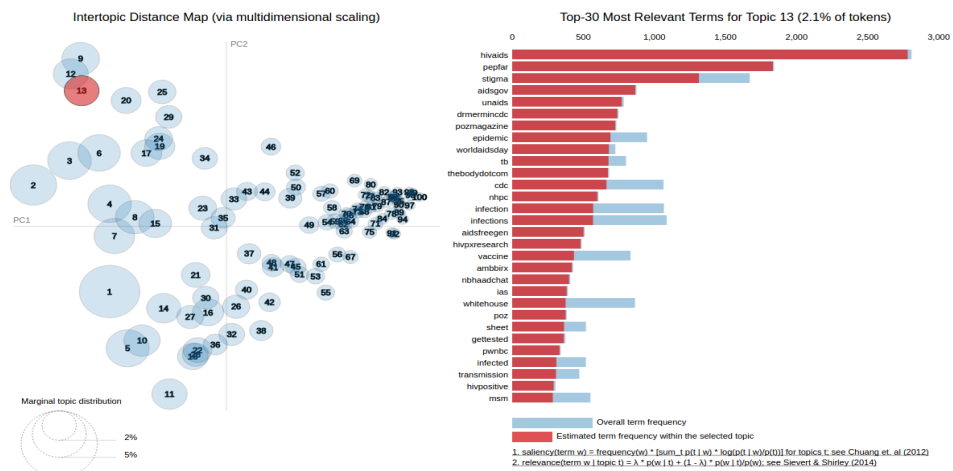 Intertopic Distance Map (via multidimensional scaling)
PC2
PC1
9
12
13
20
25
29
24
19
17
6
3
2
34
46
4
8
15
7
23
33
35
31
43
44
52
50
39
57
60
69
80
100
97
94
58
49
63
75
71
84
37
41
47
51
53
61
56
67
55
21
1
30
14
27
16
40
26
42
32
38
36
22
10
5
11
Marginal topic distribution
2%
5%
Top-30 Most Relevant Terms for Topic 13 (2.1% of tokens)
0 500 1,000 1,500 2,000 2,500 3,000
hivaids
pepfar
stigma
aidsgov
unaids
drmermincdc
pozmagazine
epidemic
worldaidsday
tb
thebodydotcom
cdc
nhpc
infection
infections
aidsfreegen
hivpxresearch
vaccine
ambbirx
nbhaadchat
ias
whitehouse
poz
sheet
gettested
pwnbc
infected
transmission
hivpositive
msm
Overall term frequency
Estimated term frequency within the selected topic
1. saliency(term w) = frequency(w) * [sum_t p(t | w) * log(p(t | w)/p(t))] for topics t; see Chuang et. al (2012)
2. relevance(term w | topic t) = λ * p(w | t) + (1 - λ) * p(w | t)/p(w); see Sievert & Shirley (2014)